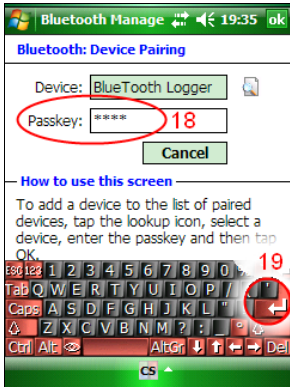 Bluetooth Manage 19:35 ok
Bluetooth: Device Pairing
Device: BlueTooth Logger
Passkey: **** 18
Cancel
How to use this screen
To add a device to the list of paired
devices, tap the lookup icon, select a
device, enter the passkey and then tap
OK.
19
ESC 123 1 2 3 4 5 6 7 8 9 0
Tab Q W E R T Y U I O P / '
Caps A S D F G H J K L "
Z X C V B N M ? : _ °
Ctrl Alt AltGr Del
CS